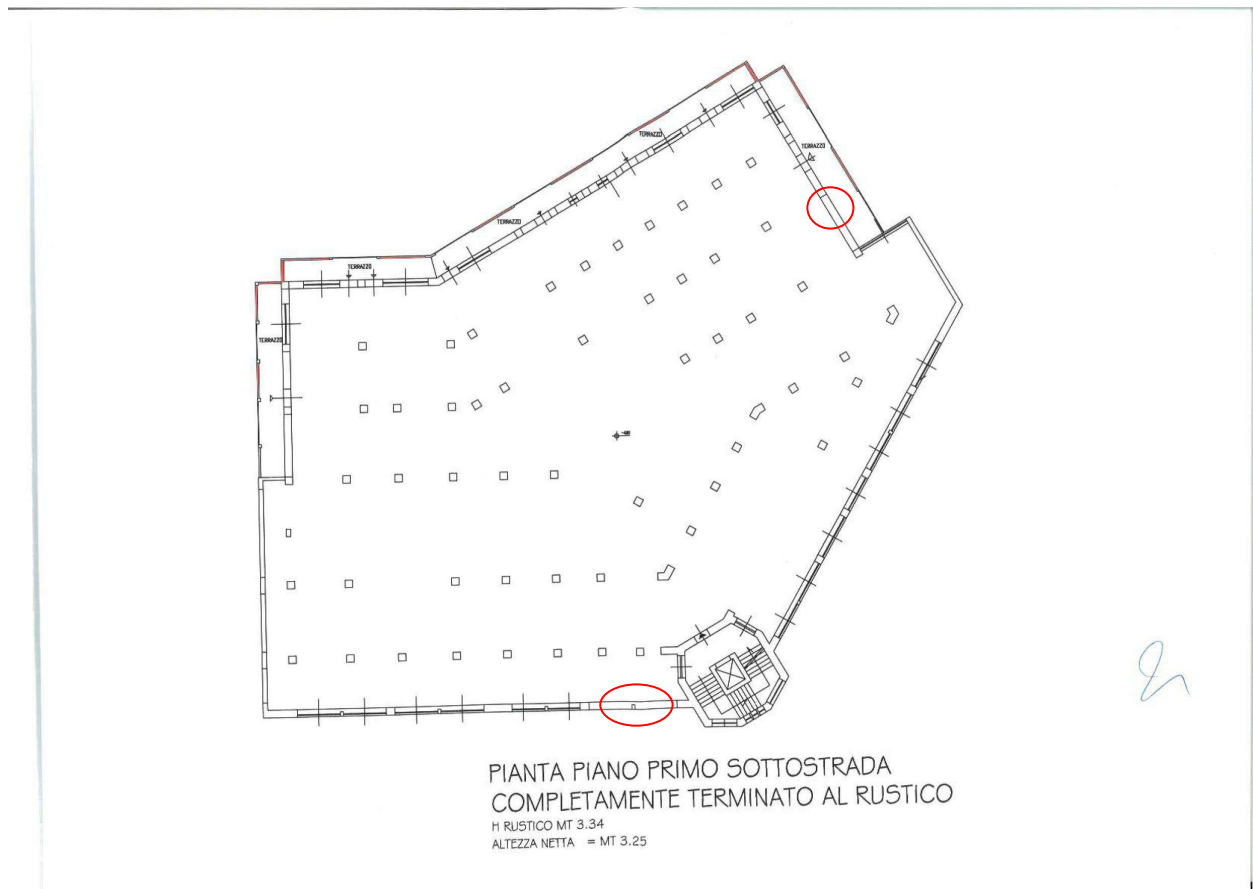 TERRAZZO
TERRAZZO
TERRAZZO
TERRAZZO
TERRAZZO
PIANTA PIANO PRIMO SOTTOSTRADA
COMPLETAMENTE TERMINATO AL RUSTICO
H RUSTICO MT 3.34
ALTEZZA NETTA = MT 3.25